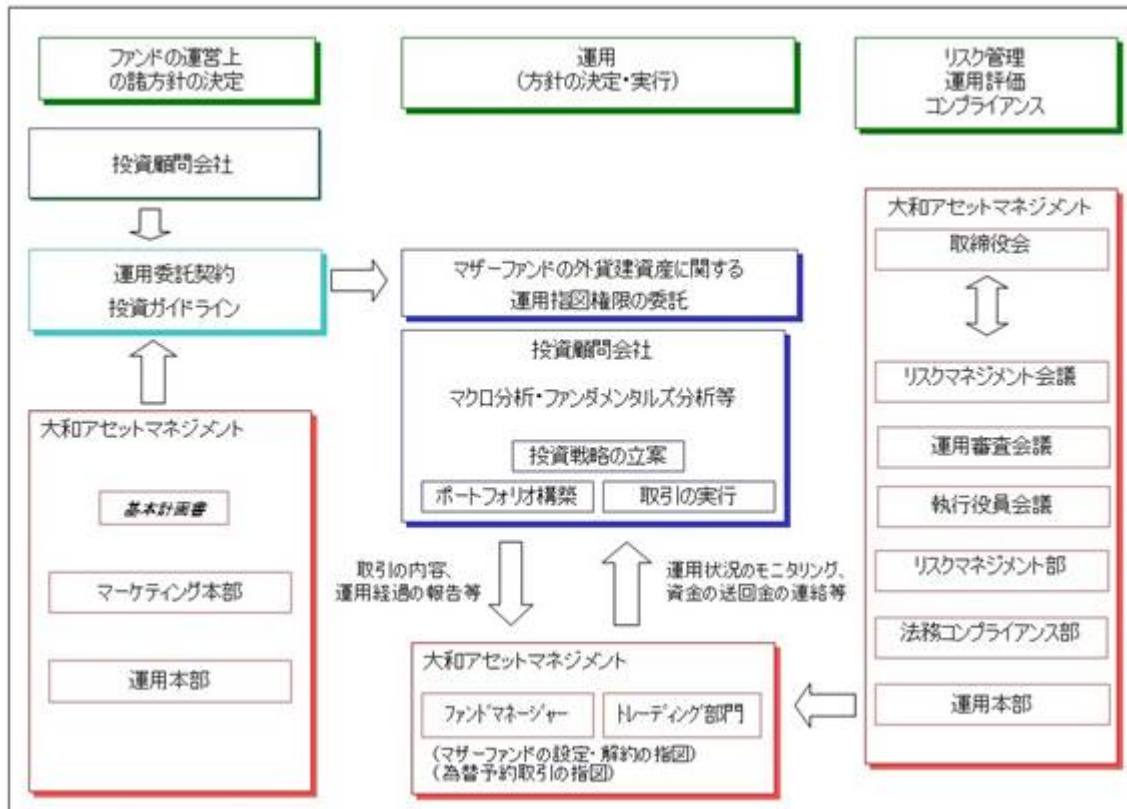 ファンドの運営上
の諸方針の決定
運用
(方針の決定・実行)
リスク管理
運用評価
コンプライアンス
投資顧問会社
運用委託契約
投資ガイドライン
大和アセットマネジメント
基本計画書
マーケティング本部
運用本部
マザーファンドの外貨建資産に関する
運用指図権限の委託
投資顧問会社
マクロ分析・ファンダメンタルズ分析等
投資戦略の立案
ポートフォリオ構築
取引の実行
取引の内容、
運用経過の報告等
運用状況のモニタリング、
資金の送回金の連絡等
大和アセットマネジメント
ファンドマネージャー
トレーディング部門
(マザーファンドの設定・解約の指図)
(為替予約取引の指図)
大和アセットマネジメント
取締役会
リスクマネジメント会議
運用審査会議
執行役員会議
リスクマネジメント部
法務コンプライアンス部
運用本部